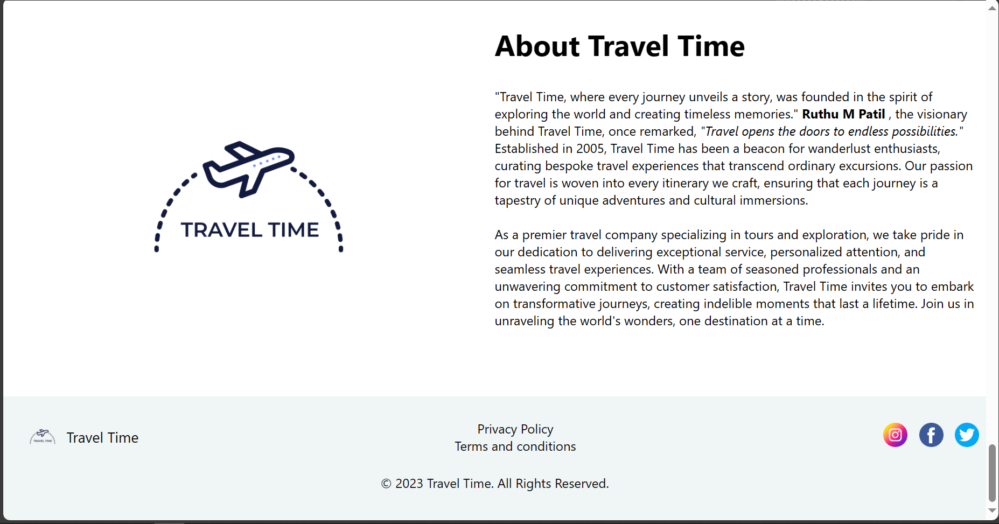 About Travel Time
"Travel Time, where every journey unveils a story, was founded in the spirit of
exploring the world and creating timeless memories." Ruthu M Patil , the visionary
behind Travel Time, once remarked, "Travel opens the doors to endless possibilities."
Established in 2005, Travel Time has been a beacon for wanderlust enthusiasts,
curating bespoke travel experiences that transcend ordinary excursions. Our passion
for travel is woven into every itinerary we craft, ensuring that each journey is a
tapestry of unique adventures and cultural immersions.
As a premier travel company specializing in tours and exploration, we take pride in
our dedication to delivering exceptional service, personalized attention, and
seamless travel experiences. With a team of seasoned professionals and an
unwavering commitment to customer satisfaction, Travel Time invites you to embark
on transformative journeys, creating indelible moments that last a lifetime. Join us in
unraveling the world's wonders, one destination at a time.
TRAVEL TIME
TRAVEL TIME
Travel Time
Privacy Policy
Terms and conditions
© 2023 Travel Time. All Rights Reserved.